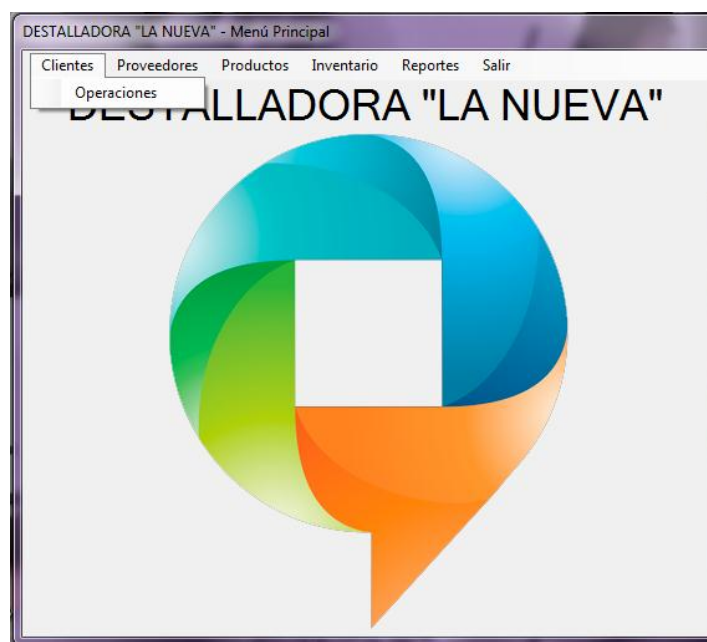 DESTALLADORA "LA NUEVA" - Menú Principal
Clientes Proveedores Productos Inventario Reportes Salir
Operaciones
DESTALLADORA "LA NUEVA"